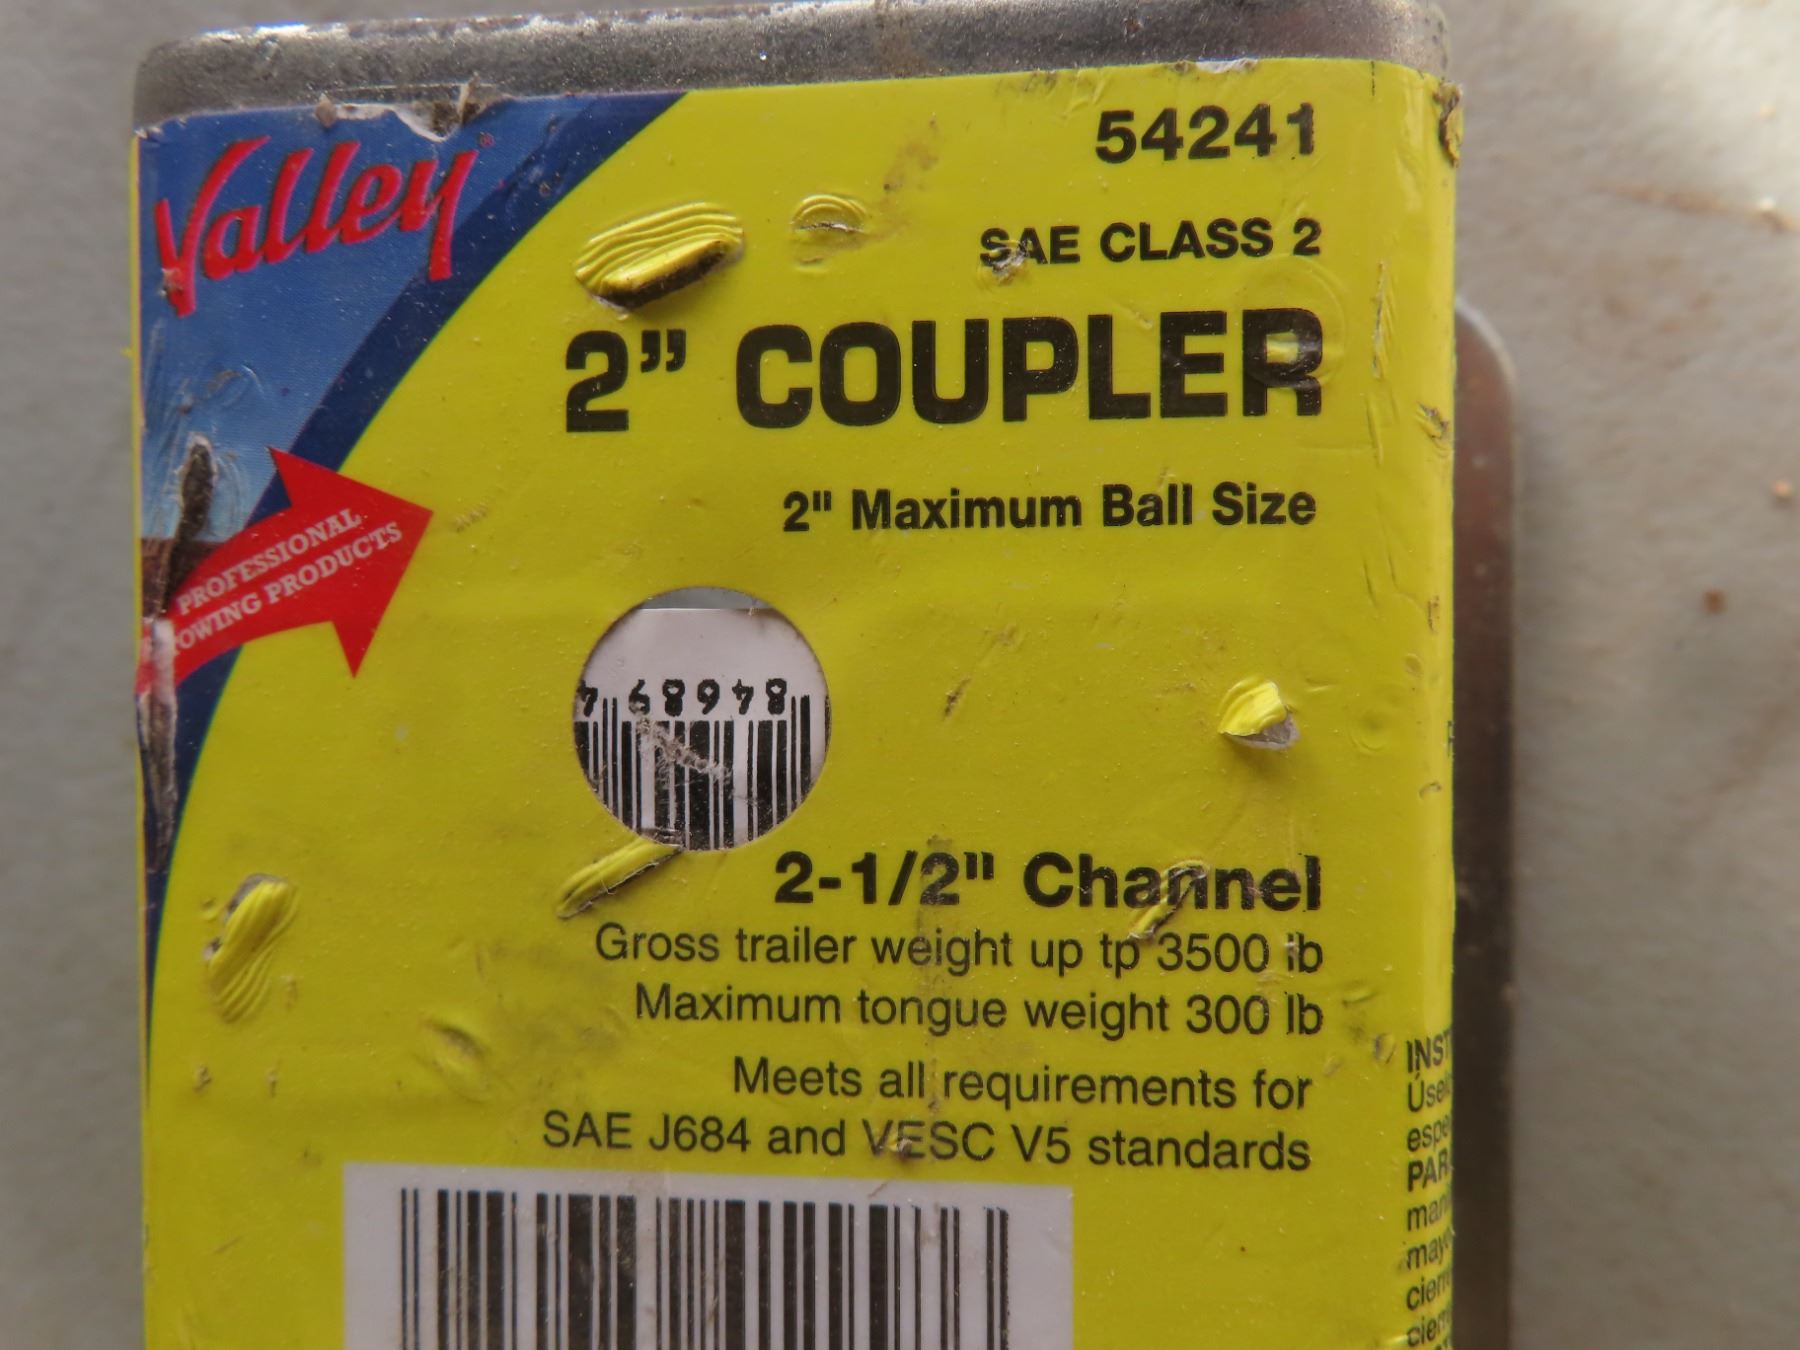 Valley®
54241
SAE CLASS 2
2” COUPLER
2" Maximum Ball Size
PROFESSIONAL
TOWING PRODUCTS
2-1/2" Channel
Gross trailer weight up tp 3500 lb
Maximum tongue weight 300 lb
Meets all requirements for
SAE J684 and VESC V5 standards
INST
PAR